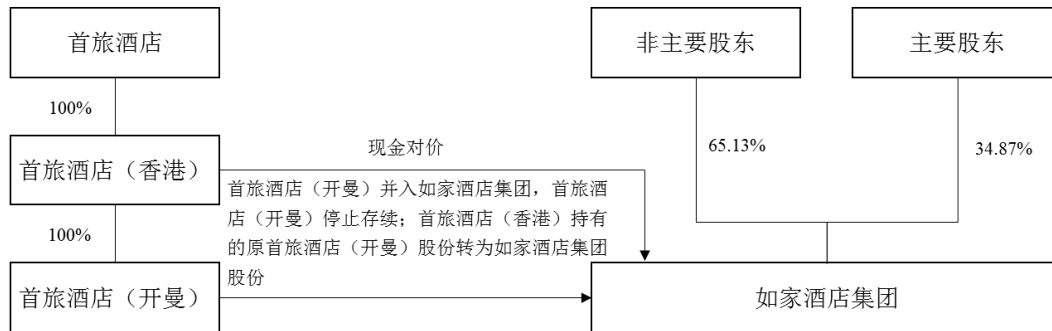 首旅酒店
非主要股东
主要股东
100%
65.13%
34.87%
首旅酒店（香港）
现金对价
首旅酒店（开曼）并入如家酒店集团，首旅酒
店（开曼）停止存续；首旅酒店（香港）持有
的原首旅酒店（开曼）股份转为如家酒店集团
股份
100%
首旅酒店（开曼）
如家酒店集团